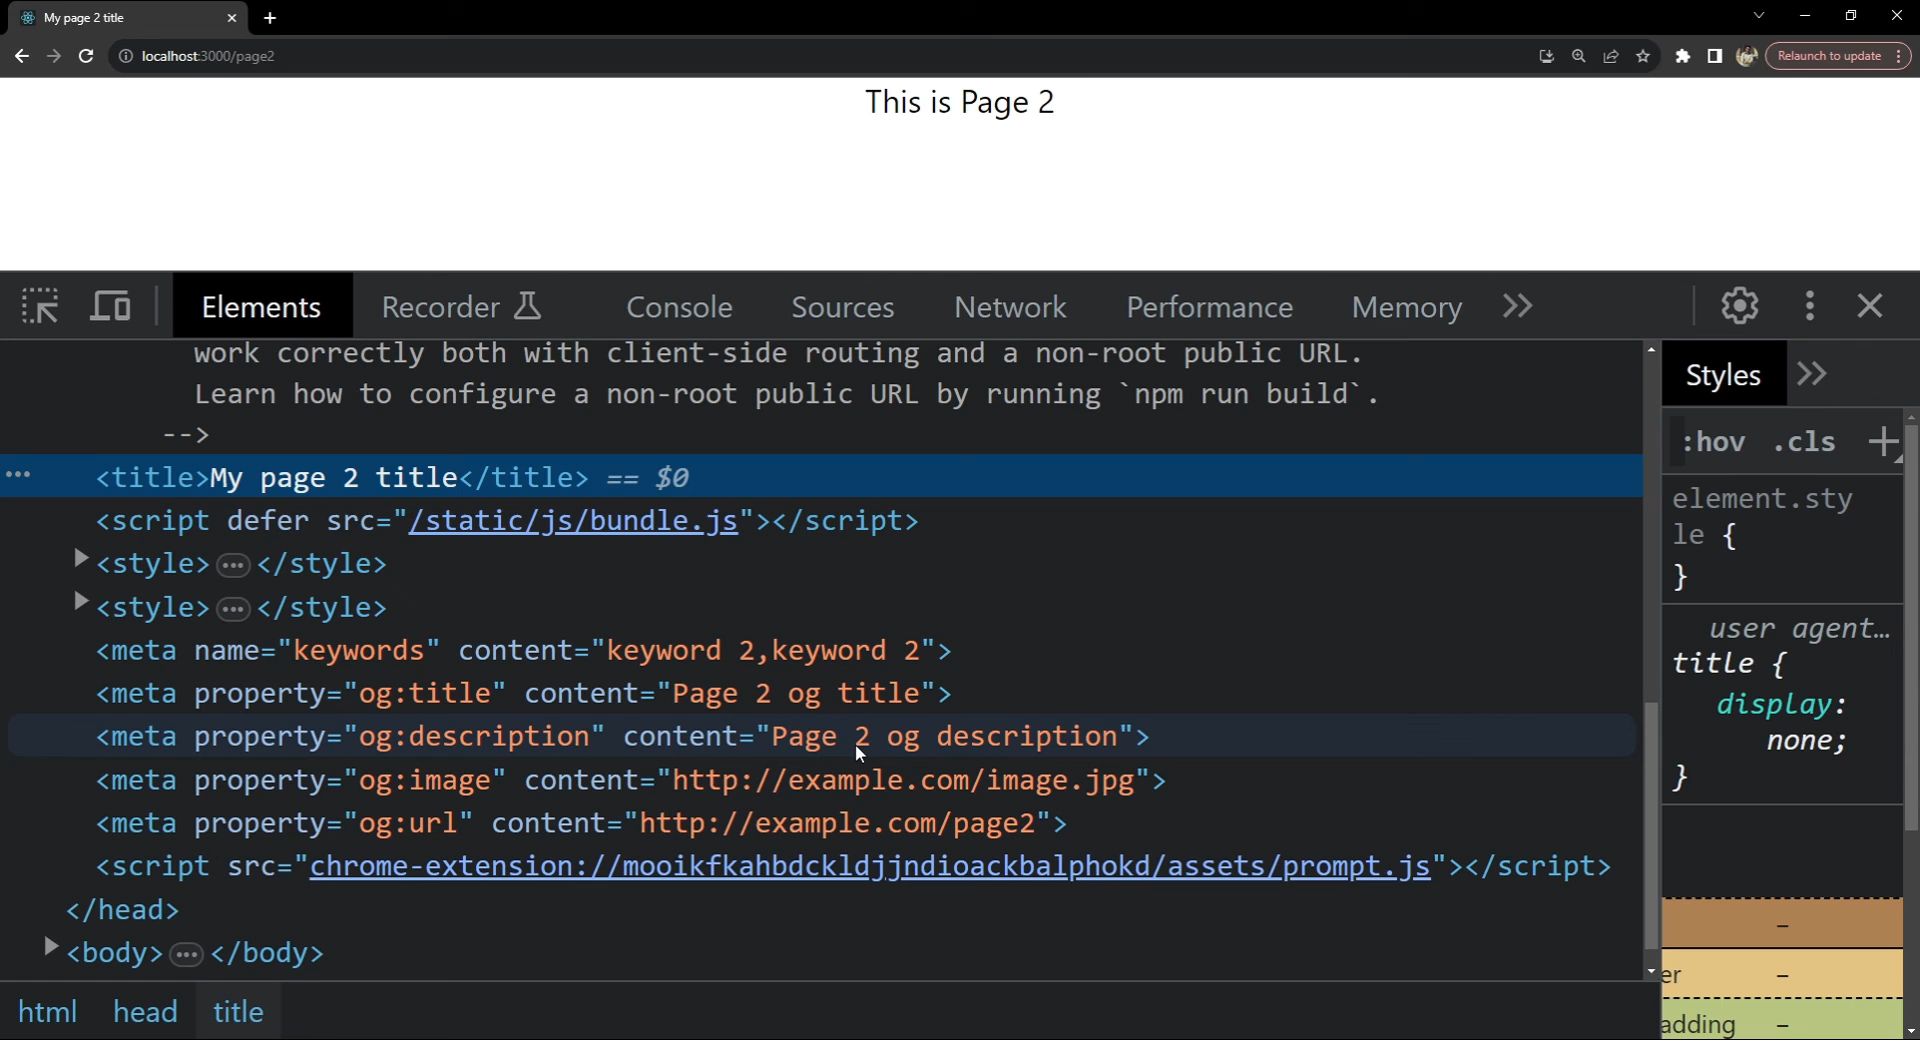 My page 2 title
localhost:3000/page2
Relaunch to update
This is Page 2
Elements Recorder Console Sources Network Performance Memory
work correctly both with client-side routing and a non-root public URL.
Learn how to configure a non-root public URL by running `npm run build`.
-->
<title>My page 2 title</title> == $0
<script defer src="/static/js/bundle.js"></script>
<style>…</style>
<style>…</style>
<meta name="keywords" content="keyword 2,keyword 2">
<meta property="og:title" content="Page 2 og title">
<meta property="og:description" content="Page 2 og description">
<meta property="og:image" content="http://example.com/image.jpg">
<meta property="og:url" content="http://example.com/page2">
<script src="chrome-extension://mooikfkahbdckldjjndioackbalphokd/assets/prompt.js"></script>
</head>
<body>…</body>
html head title
Styles
:hov .cls
element.sty
le {
}
user agent…
title {
display:
none;
}
–
er –
adding –